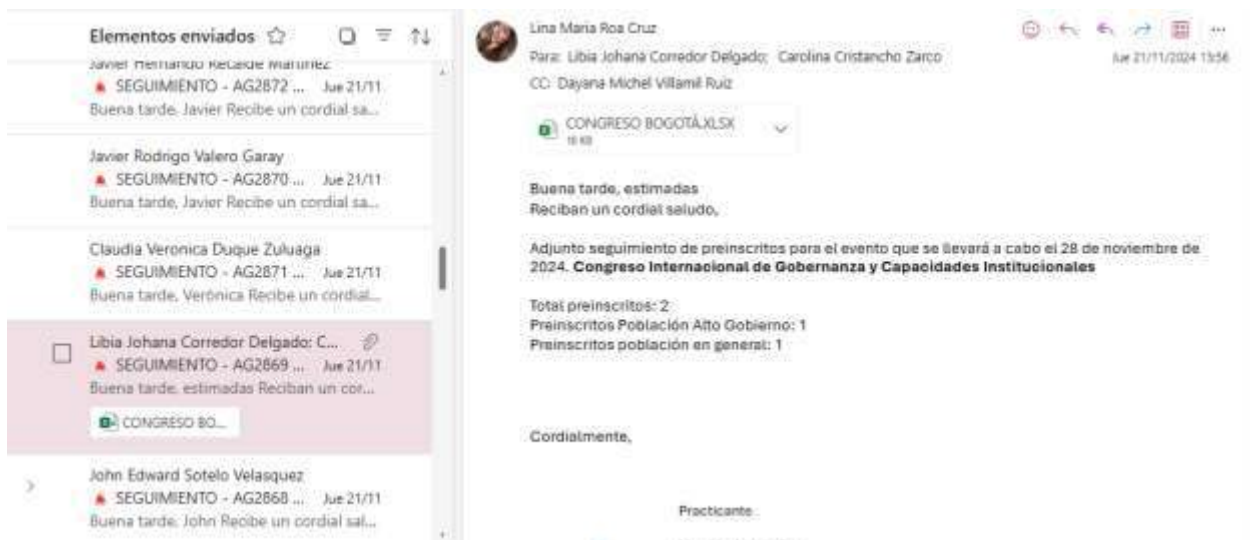 Elementos enviados
Javier Hernando Recalde Martínez
SEGUIMIENTO - AG2872 ... Jue 21/11
Buena tarde, Javier Recibe un cordial sa...
Javier Rodrigo Valero Garay
SEGUIMIENTO - AG2870 ... Jue 21/11
Buena tarde, Javier Recibe un cordial sa...
Claudia Veronica Duque Zuluaga
SEGUIMIENTO - AG2871 ... Jue 21/11
Buena tarde, Verónica Recibe un cordial...
Libia Johana Corredor Delgado; C...
SEGUIMIENTO - AG2869 ... Jue 21/11
Buena tarde, estimadas Reciban un cor...
CONGRESO BO...
John Edward Sotelo Velasquez
SEGUIMIENTO - AG2868 ... Jue 21/11
Buena tarde, John Recibe un cordial sal...
Lina Maria Roa Cruz
Para: Libia Johana Corredor Delgado; Carolina Cristancho Zarco
Jue 21/11/2024 13:56
CC: Dayana Michel Villamil Ruiz
CONGRESO BOGOTÁ.XLSX
KB
Buena tarde, estimadas
Reciban un cordial saludo,
Adjunto seguimiento de preinscritos para el evento que se llevará a cabo el 28 de noviembre de
2024. Congreso Internacional de Gobernanza y Capacidades Institucionales
Total preinscritos: 2
Preinscritos Población Alto Gobierno: 1
Preinscritos población en general: 1
Cordialmente,
Practicante